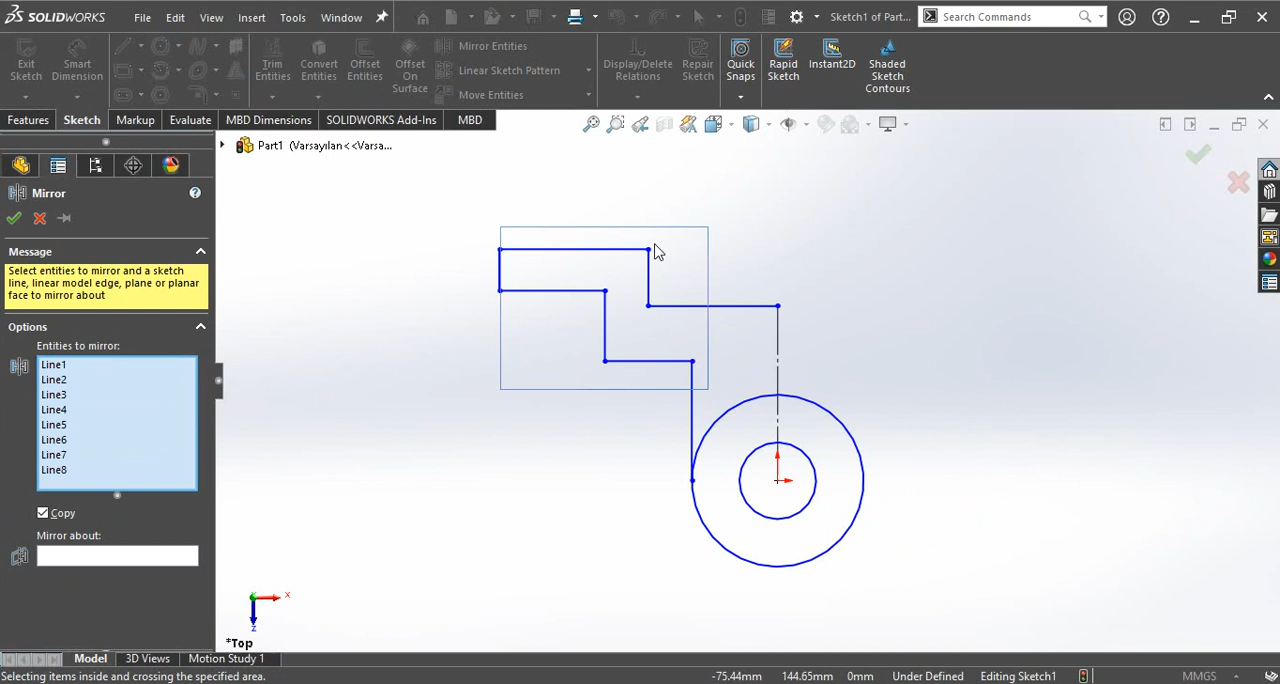 SOLIDWORKS File Edit View Insert Tools Window Sketch1 of Part... Search Commands
Exit Sketch
Smart Dimension
Trim Entities
Convert Entities
Offset Entities
Offset On Surface
Mirror Entities
Linear Sketch Pattern
Move Entities
Display/Delete Relations
Repair Sketch
Quick Snaps
Rapid Sketch
Instant2D
Shaded Sketch Contours
Features Sketch Markup Evaluate MBD Dimensions SOLIDWORKS Add-Ins MBD
Part1 (Varsayılan<<Varsa...
Mirror
Message
Select entities to mirror and a sketch
line, linear model edge, plane or planar
face to mirror about
Options
Entities to mirror:
Line1
Line2
Line3
Line4
Line5
Line6
Line7
Line8
Copy
Mirror about:
X
Z
*Top
Model 3D Views Motion Study 1
Selecting items inside and crossing the specified area. -75.44mm 144.65mm 0mm Under Defined Editing Sketch1 MMGS